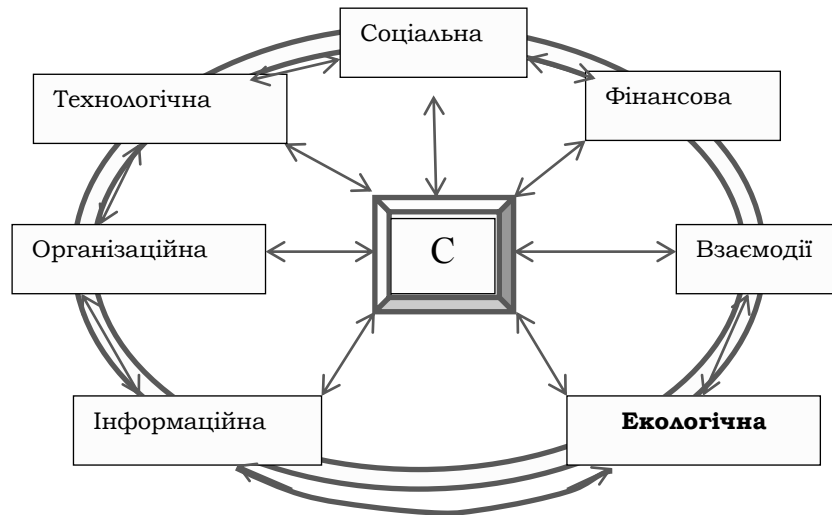 Соціальна
Технологічна
Фінансова
Організаційна
С
Взаємодії
Інформаційна
Екологічна